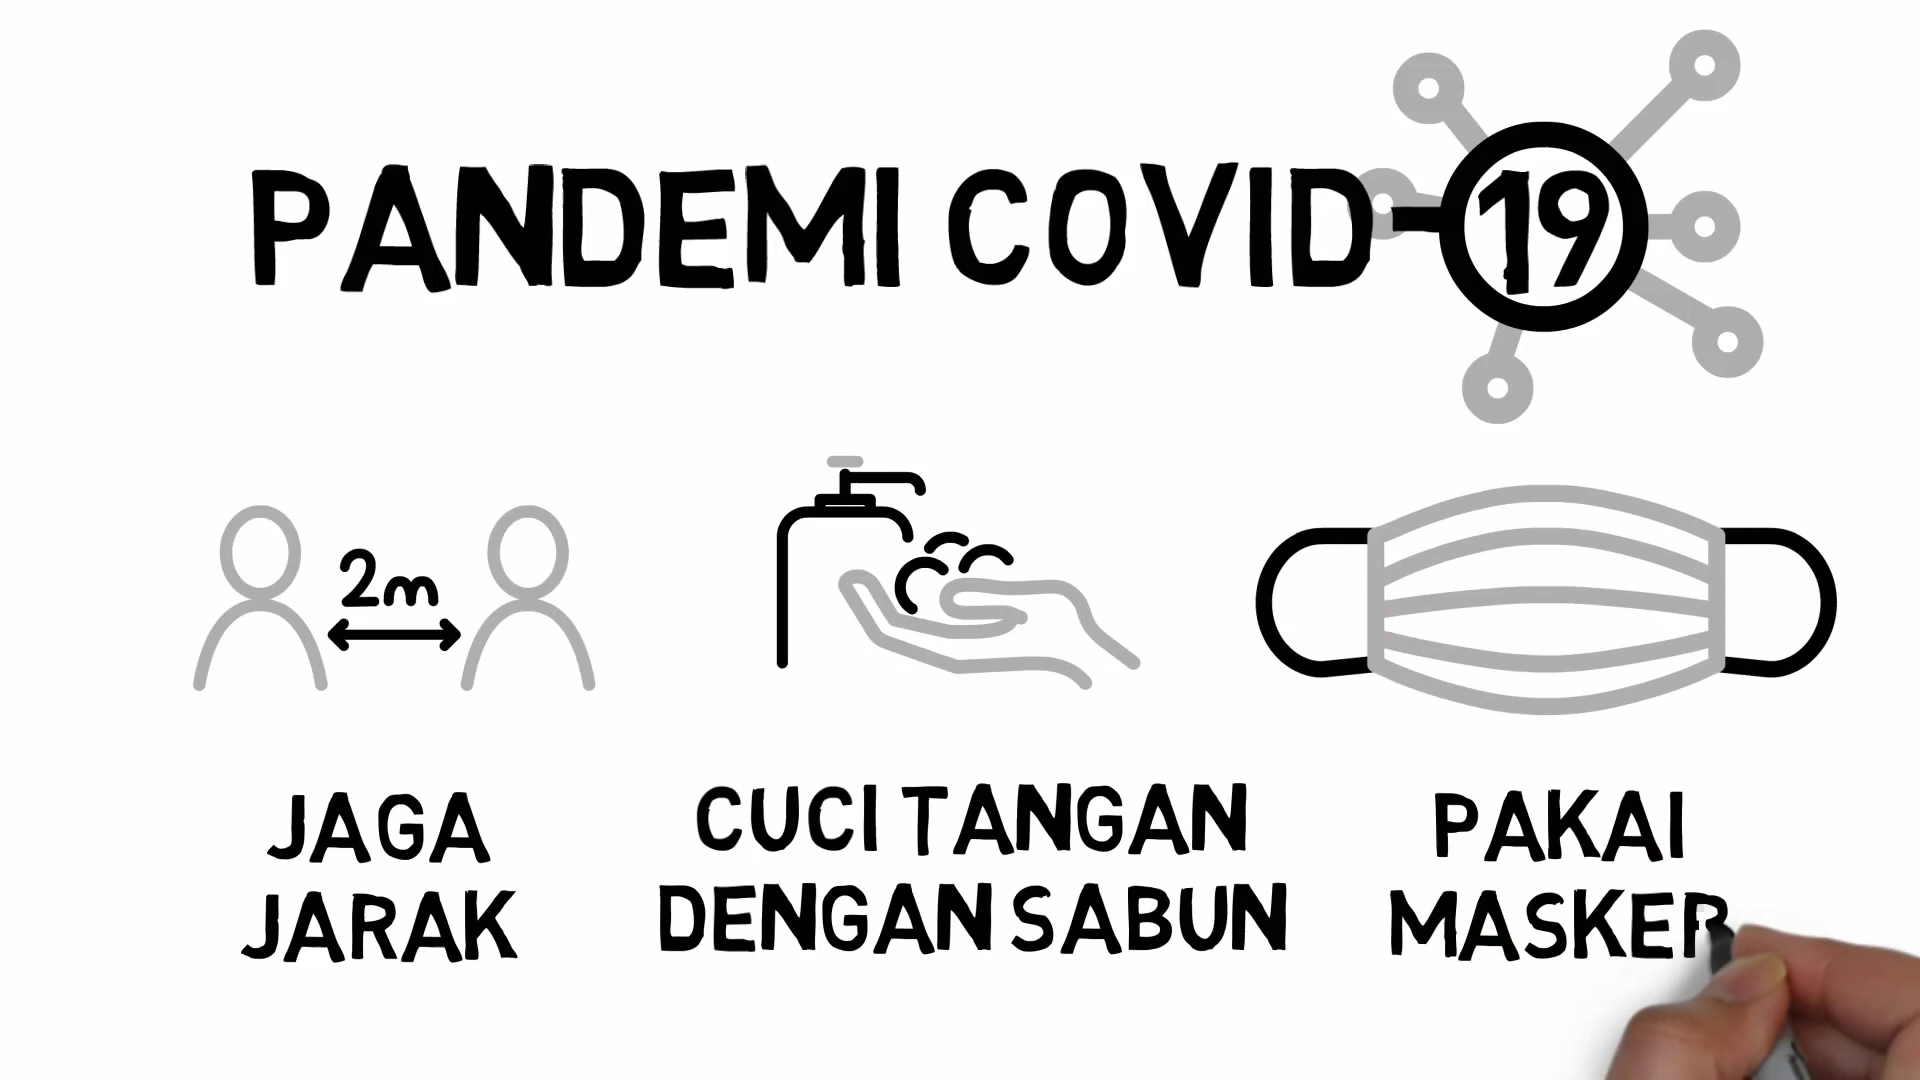 PANDEMI COVID-19
2m
JAGA
JARAK
CUCI TANGAN
DENGAN SABUN
PAKAI
MASKER